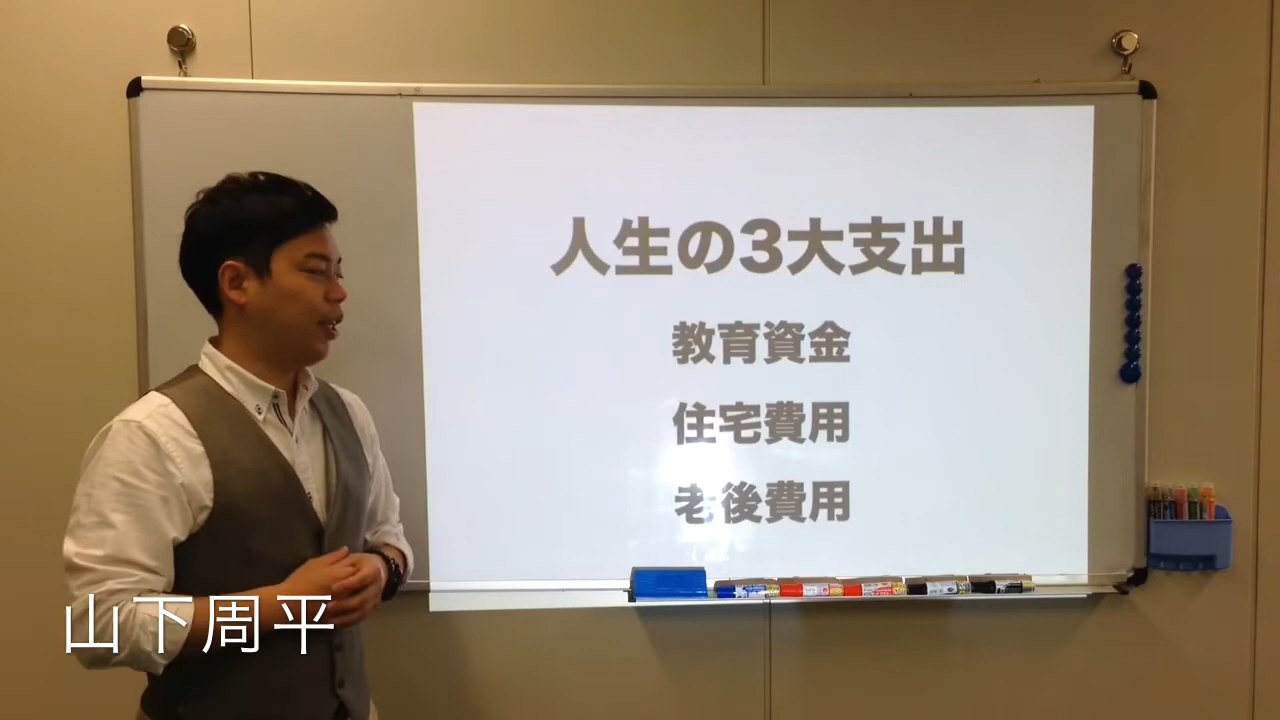 人生の3大支出
教育資金
住宅費用
老後費用
山下周平